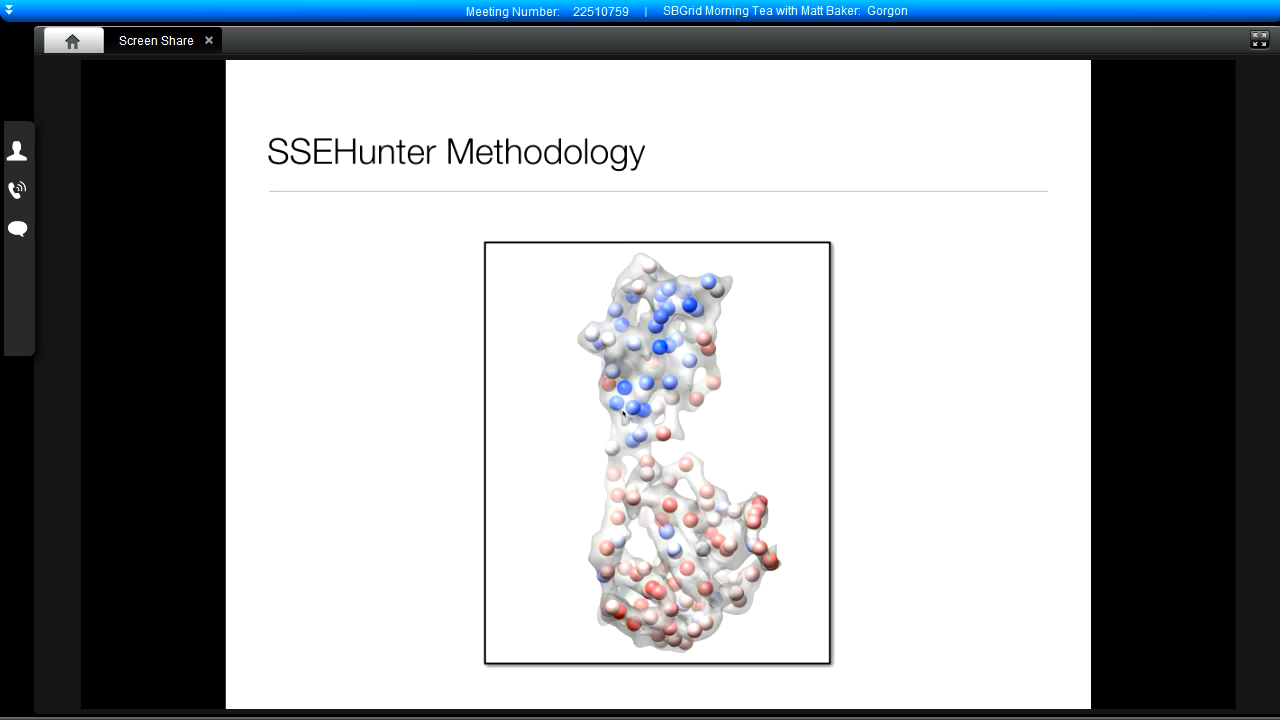 Meeting Number: 22510759 | SBGrid Morning Tea with Matt Baker: Gorgon
Screen Share
SSEHunter Methodology